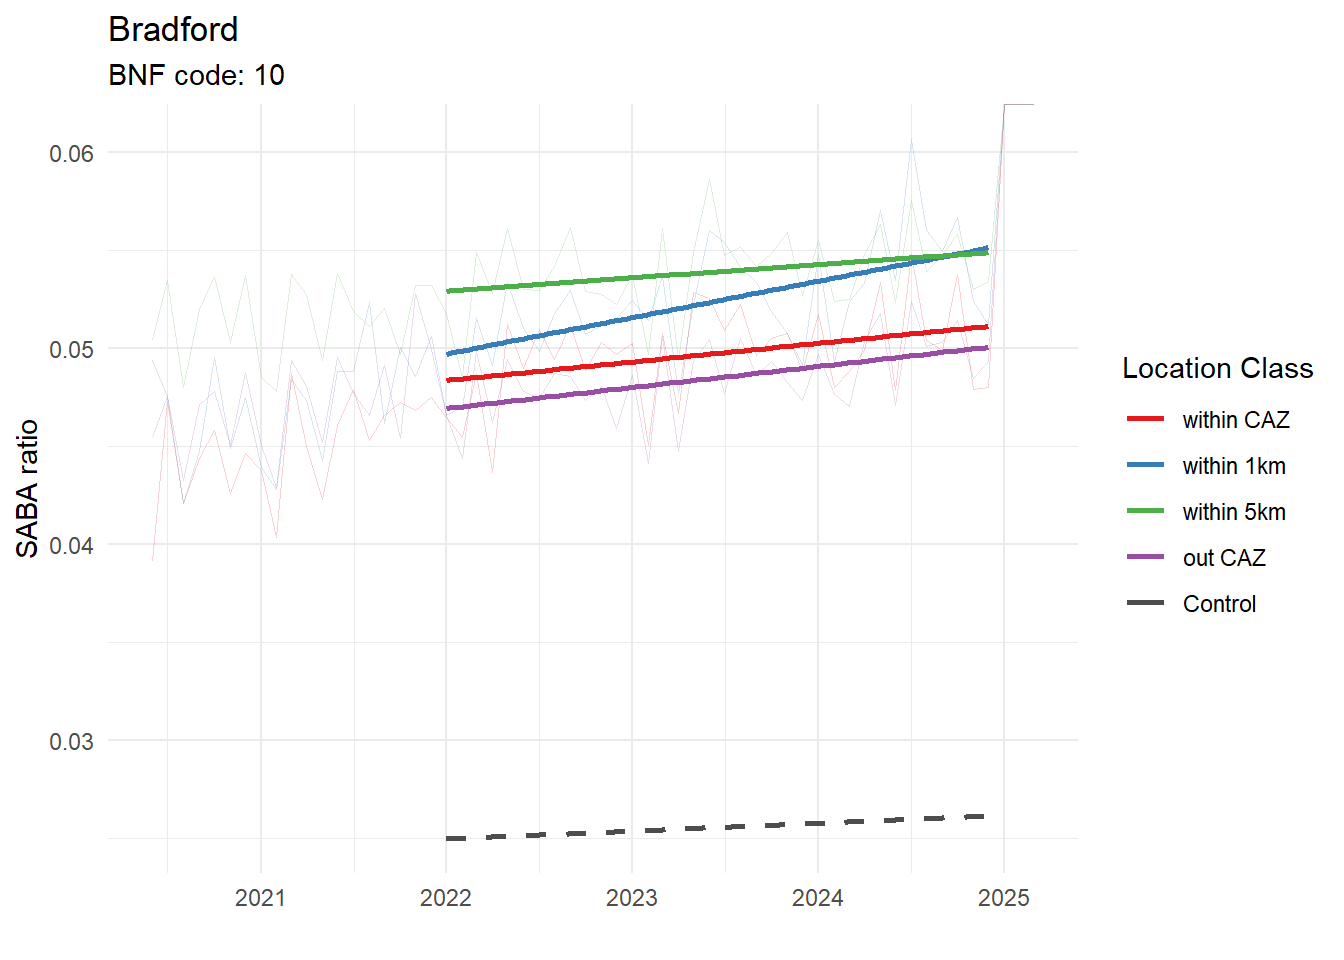 Bradford
BNF code: 10
0.06
0.05
0.04
0.03
SABA ratio
2021
2022
2023
2024
2025
Location Class
within CAZ
within 1km
within 5km
out CAZ
Control